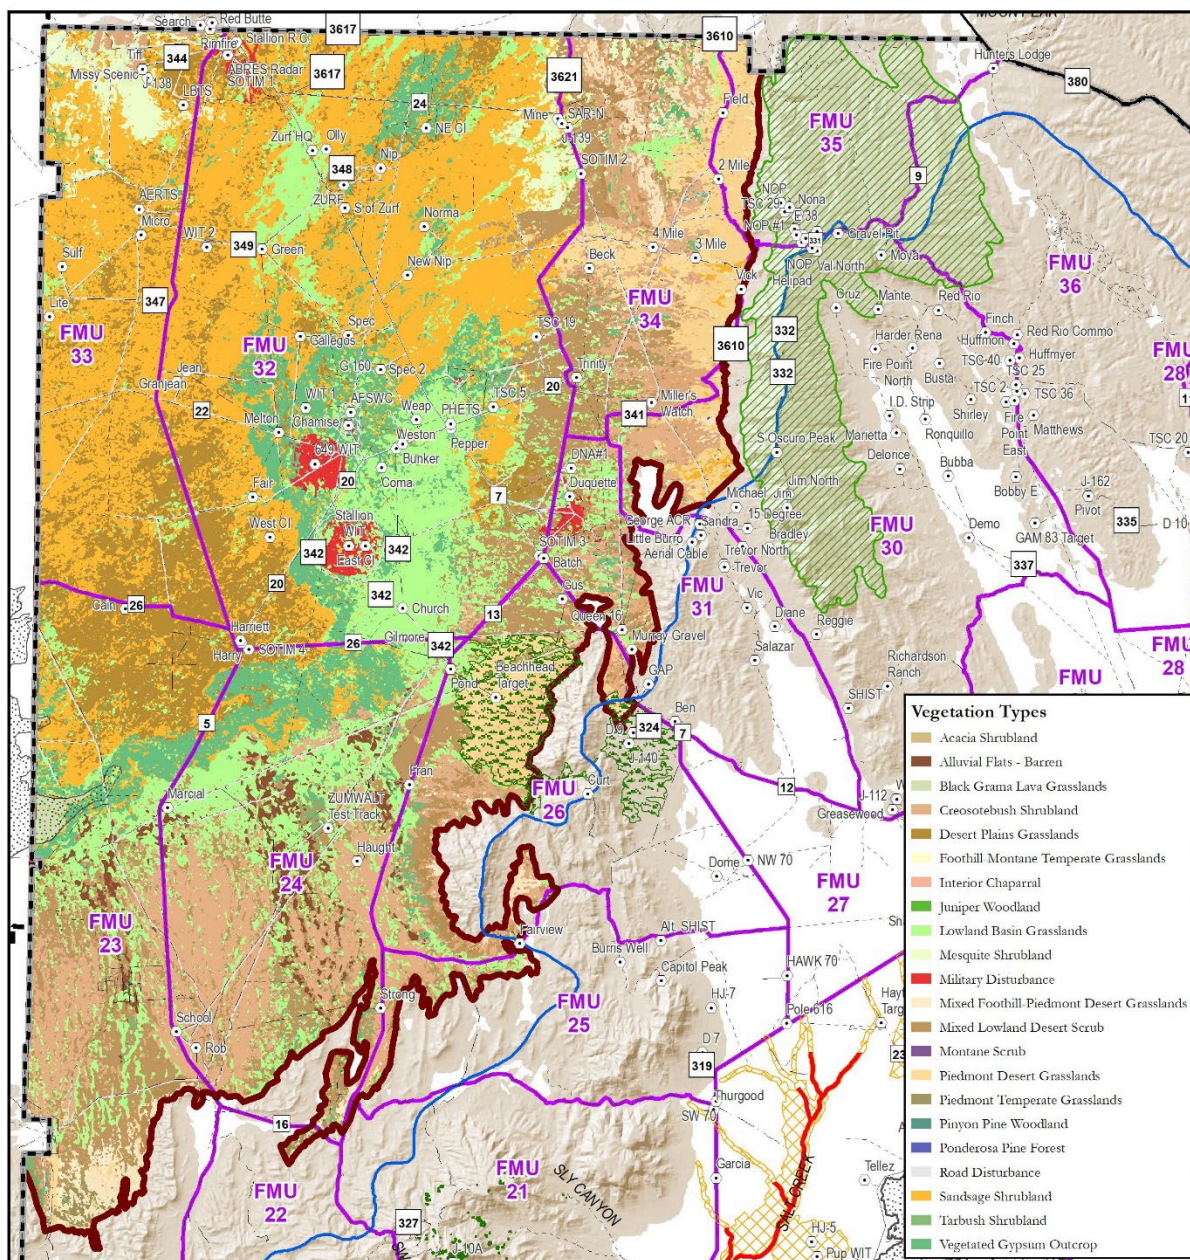 Search
Red Butte
Rimfire
Stallion R.C.
Tiff
Missy Scenic
J-138
344
ABRES Radar
SOTIM 1
LBTS
3617
3617
24
NE CI
Zurf HQ
Olly
348
Nip
ZURF
S of Zurf
AERTS
Micro
WIT 2
349
Green
Norma
New Nip
Sulf
Lite
347
FMU
33
FMU
32
Spec
Gallegos
G 160
Spec 2
Jean
Granjean
22
WIT 1
AFSWC
Melton
Chamise
Weap
PHETS
TSC 5
Weston
Pepper
Bunker
649 WIT
20
Coma
Fair
7
West CI
Stallion
WIT
East CI
342
342
342
20
Church
Cain
26
Harriett
Harry
SOTIM 4
26
Gilmore
342
13
5
3621
Mine
SAR-N
J-139
SOTIM 2
3610
Field
2 Mile
4 Mile
3 Mile
Beck
FMU
34
TSC 19
Trinity
20
341
Miller's
Watch
DNA#1
Duquette
SOTIM 3
Batch
Gus
Queen 16
Murray Gravel
GAP
Vick
3610
MOUNT PEAK
Hunters Lodge
380
FMU
35
9
NOP
TSC 29
Nona
E 38
NOP #1
331
Gravel Pit
NOP
Helipad
Val North
Moya
FMU
36
332
332
Gruz
Mahte
Red Rio
Finch
Red Rio Commo
Huffmon
Harder Rena
Huffmyer
TSC 40
TSC 25
Fire Point
North
Busta
TSC 2
TSC 36
Shirley
Fire
Point
East
Matthews
I.D. Strip
Ronquillo
Marietta
Delorice
Bubba
Bobby E
J-162
Pivot
TSC 20
FMU
28
S Oscuro Peak
Jim North
Michael
Jim
15 Degree
Bradley
George ACR
Sandra
Little Burro
Aerial Cable
Trevor North
Trevor
FMU
30
FMU
31
Demo
GAM 83 Target
335
337
Vic
Diane
Reggie
Salazar
Richardson
Ranch
SHIST
FMU
28
FMU
Beachhead
Target
Pond
Ben
D 9
324
7
J-140
12
J-112
Greasewood
FMU
26
Curt
Fran
Marcial
ZUMWALT
Test Track
Haught
FMU
24
FMU
23
Dome
NW 70
FMU
27
Fairview
Alt. SHIST
Burris Well
Capitol Peak
HAWK 70
HJ-7
Pole 616
D 7
319
Strong
School
Rob
FMU
25
16
FMU
22
FMU
21
327
J-10A
SLY CANYON
Thurgood
SW 70
Garcia
SALT CREEK
Tellez
HJ-5
Pup WIT
Vegetation Types
Acacia Shrubland
Alluvial Flats - Barren
Black Grama Lava Grasslands
Creosotebush Shrubland
Desert Plains Grasslands
Foothill-Montane Temperate Grasslands
Interior Chaparral
Juniper Woodland
Lowland Basin Grasslands
Mesquite Shrubland
Military Disturbance
Mixed Foothill-Piedmont Desert Grasslands
Mixed Lowland Desert Scrub
Montane Scrub
Piedmont Desert Grasslands
Piedmont Temperate Grasslands
Pinyon Pine Woodland
Ponderosa Pine Forest
Road Disturbance
Sandsage Shrubland
Tarbush Shrubland
Vegetated Gypsum Outcrop